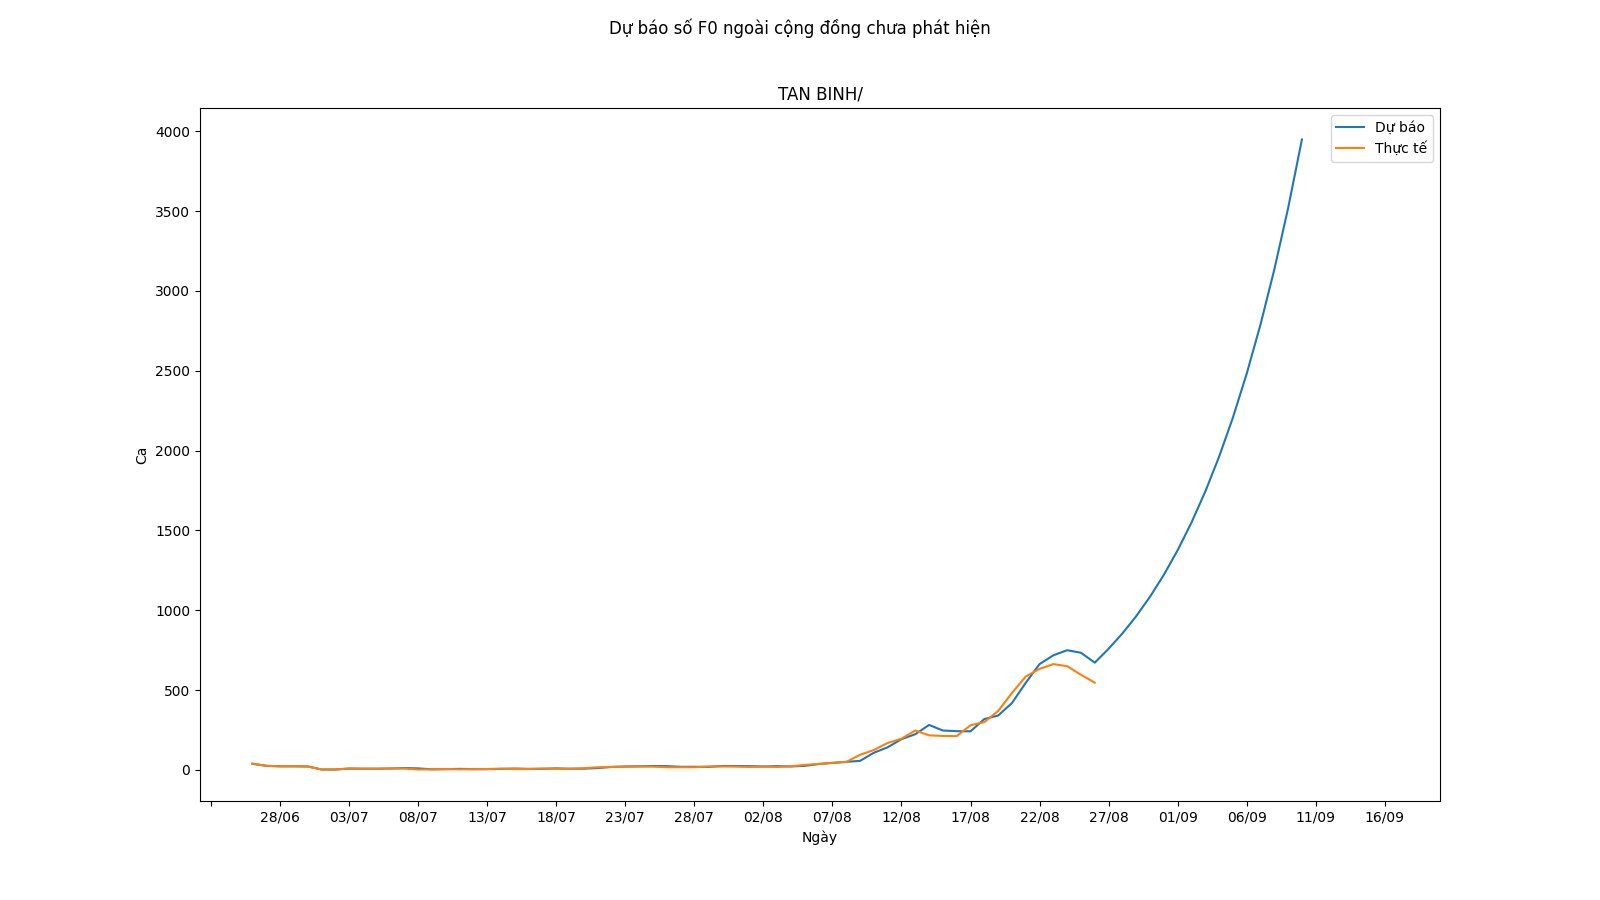 Dự báo số F0 ngoài cộng đồng chưa phát hiện
TAN BINH/
Dự báo
Thực tế
4000
3500
3000
2500
2000
1500
1000
500
0
Ca
28/06 03/07 08/07 13/07 18/07 23/07 28/07 02/08 07/08 12/08 17/08 22/08 27/08 01/09 06/09 11/09 16/09
Ngày